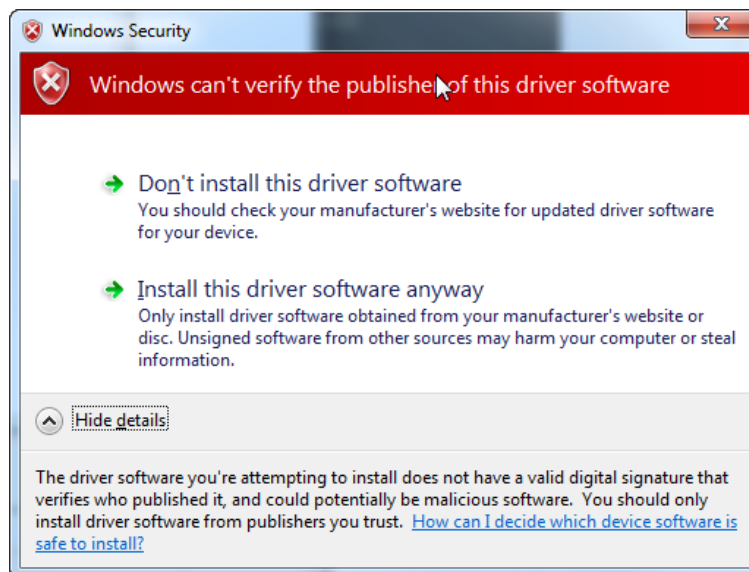 Windows Security
Windows can't verify the publisher of this driver software
Don't install this driver software
You should check your manufacturer's website for updated driver software
for your device.
Install this driver software anyway
Only install driver software obtained from your manufacturer's website or
disc. Unsigned software from other sources may harm your computer or steal
information.
Hide details
The driver software you're attempting to install does not have a valid digital signature that
verifies who published it, and could potentially be malicious software.  You should only
install driver software from publishers you trust.  How can I decide which device software is
safe to install?